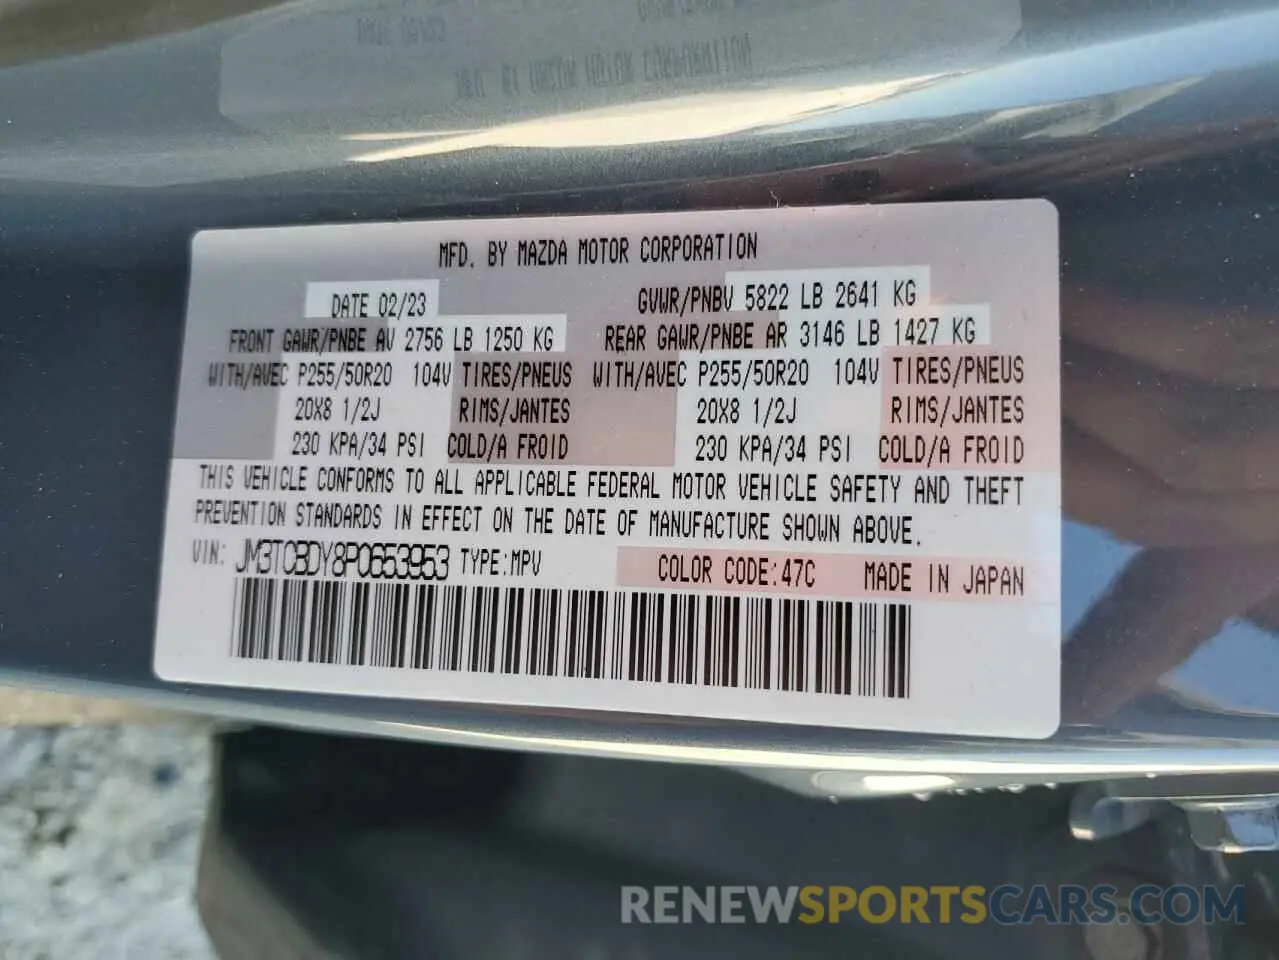 MFD. BY MAZDA MOTOR CORPORATION
DATE 02/23 GVWR/PNBV 5822 LB 2641 KG
FRONT GAWR/PNBE AV 2756 LB 1250 KG REAR GAWR/PNBE AR 3146 LB 1427 KG
WITH/AVEC P255/50R20 104V TIRES/PNEUS WITH/AVEC P255/50R20 104V TIRES/PNEUS
20X8 1/2J RIMS/JANTES 20X8 1/2J RIMS/JANTES
230 KPA/34 PSI COLD/A FROID 230 KPA/34 PSI COLD/A FROID
THIS VEHICLE CONFORMS TO ALL APPLICABLE FEDERAL MOTOR VEHICLE SAFETY AND THEFT
PREVENTION STANDARDS IN EFFECT ON THE DATE OF MANUFACTURE SHOWN ABOVE.
VIN: JM3TCBDY8P0653953 TYPE:MPV COLOR CODE:47C MADE IN JAPAN
RENEWSPORTSCARS.COM